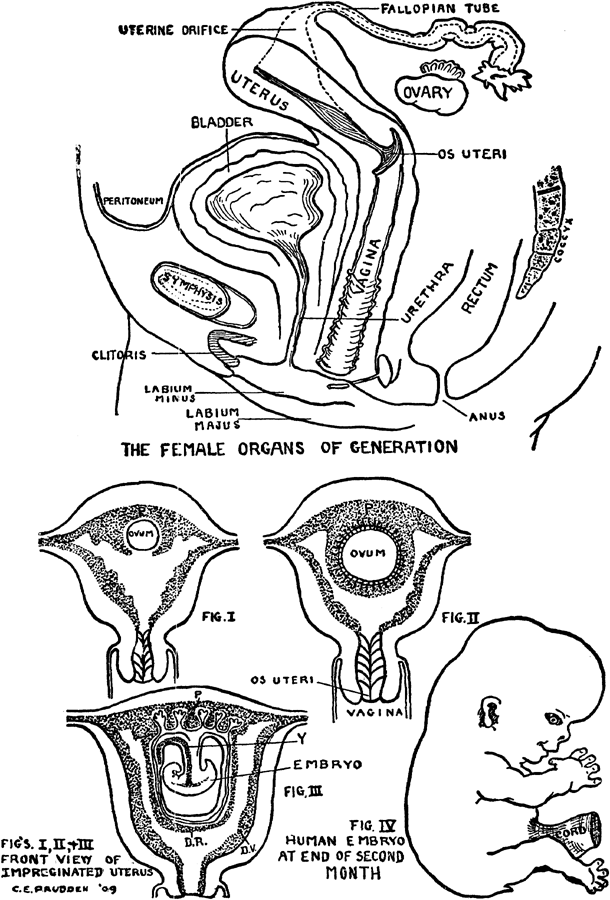 FALLOPIAN TUBE
UTERINE ORIFICE
UTERUS
OVARY
BLADDER
OS UTERI
PERITONEUM
COCCYX
VAGINA
SYMPHYSIS
URETHRA
RECTUM
CLITORIS
LABIUM
MINUS
LABIUM
MAJUS
ANUS
THE FEMALE ORGANS OF GENERATION
P
OVUM
FIG. I
P
OVUM
FIG. II
OS UTERI
VAGINA
P
Y
EMBRYO
FIG. III
D.R.
D.V.
CORD
FIG'S. I, II, + III
FRONT VIEW OF
IMPREGINATED UTERUS
C.E. PRUDDEN '09
FIG. IV
HUMAN EMBRYO
AT END OF SECOND
MONTH